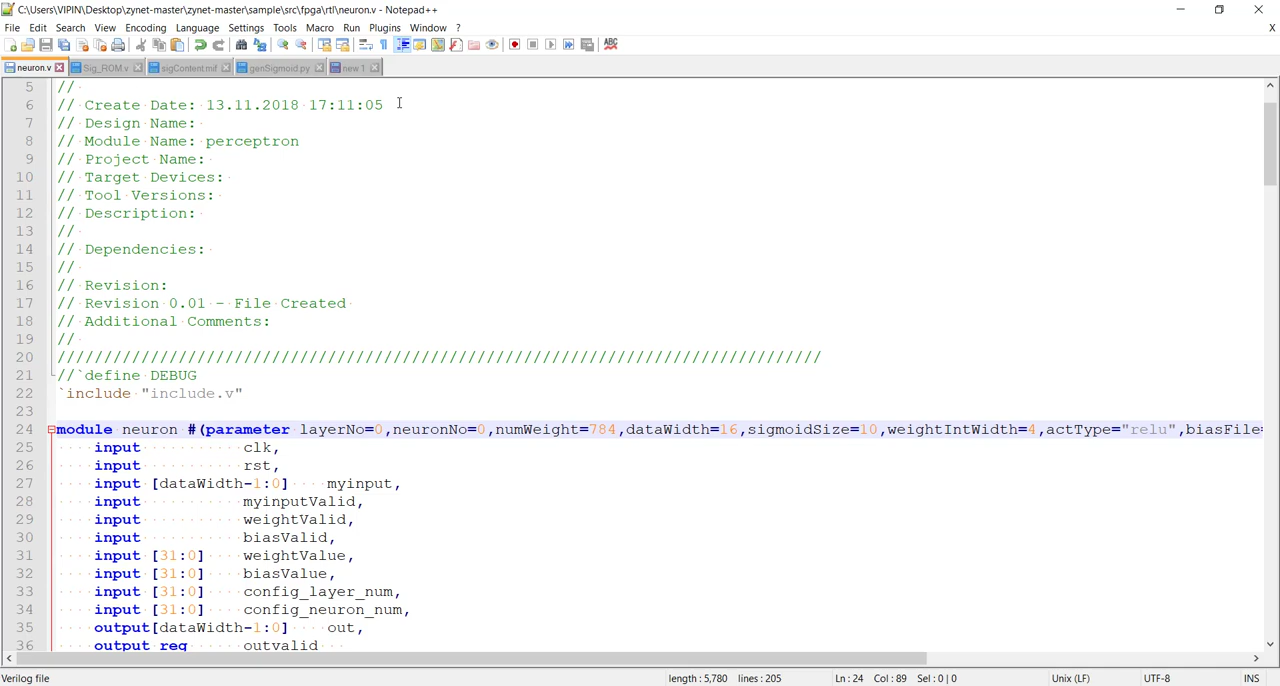 C:\Users\VIPIN\Desktop\zynet-master\zynet-master\sample\src\fpga\rtl\neuron.v - Notepad++
File Edit Search View Encoding Language Settings Tools Macro Run Plugins Window ? X
neuron.v Sig_ROM.v sigContent.mif genSigmoid.py new 1
5 //
6 // Create Date: 13.11.2018 17:11:05
7 // Design Name:
8 // Module Name: perceptron
9 // Project Name:
10 // Target Devices:
11 // Tool Versions:
12 // Description:
13 //
14 // Dependencies:
15 //
16 // Revision:
17 // Revision 0.01 - File Created
18 // Additional Comments:
19 //
20 //////////////////////////////////////////////////////////////////////////////////
21 //`define DEBUG
22 `include "include.v"
23
24 module neuron #(parameter layerNo=0,neuronNo=0,numWeight=784,dataWidth=16,sigmoidSize=10,weightIntWidth=4,actType="relu",biasFile=
25 input clk,
26 input rst,
27 input [dataWidth-1:0] myinput,
28 input myinputValid,
29 input weightValid,
30 input biasValid,
31 input [31:0] weightValue,
32 input [31:0] biasValue,
33 input [31:0] config_layer_num,
34 input [31:0] config_neuron_num,
35 output[dataWidth-1:0] out,
36 output reg outvalid
Verilog file length : 5,780 lines : 205 Ln : 24 Col : 89 Sel : 0 | 0 Unix (LF) UTF-8 INS